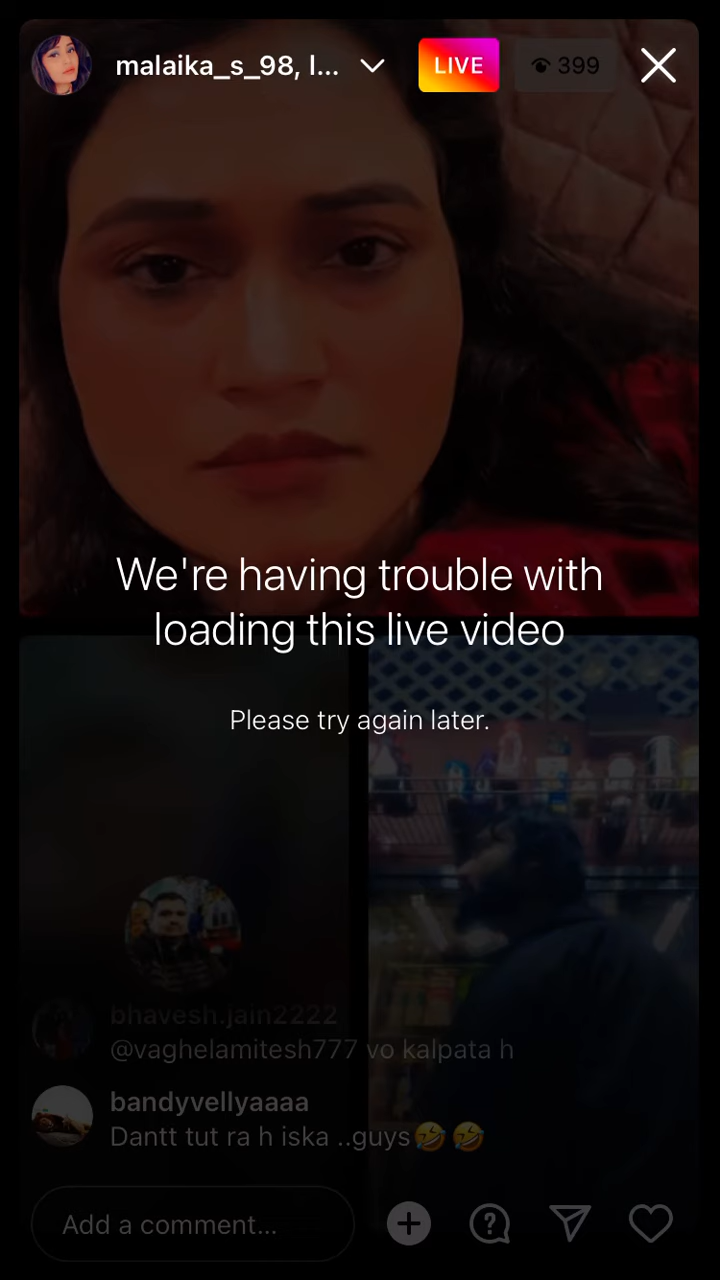 malaika_s_98, l...
LIVE
399
We're having trouble with
loading this live video
Please try again later.
bhavesh.jain2222
@vaghelamitesh777 vo kalpata h
bandyvellyaaaa
Dantt tut ra h iska ..guys🤣🤣
Add a comment...